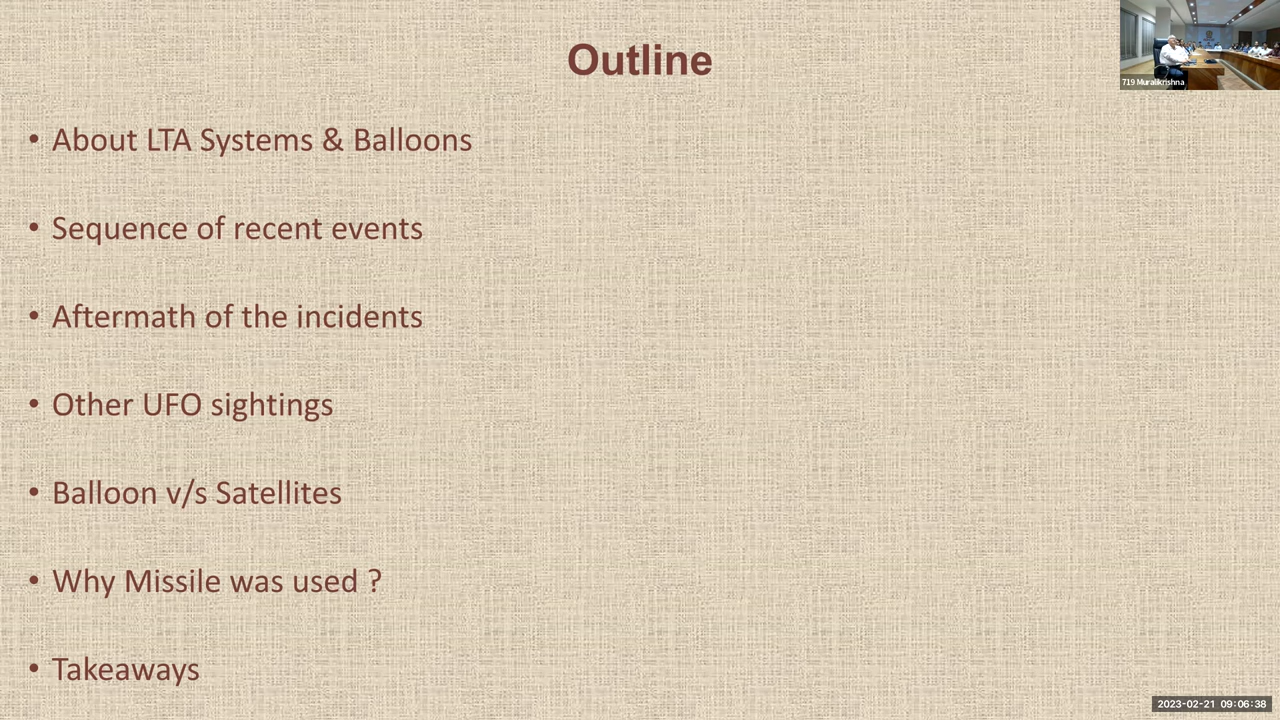 Outline
719 Muralikrishna
• About LTA Systems & Balloons
• Sequence of recent events
• Aftermath of the incidents
• Other UFO sightings
• Balloon v/s Satellites
• Why Missile was used ?
• Takeaways
2023-02-21 09:06:38